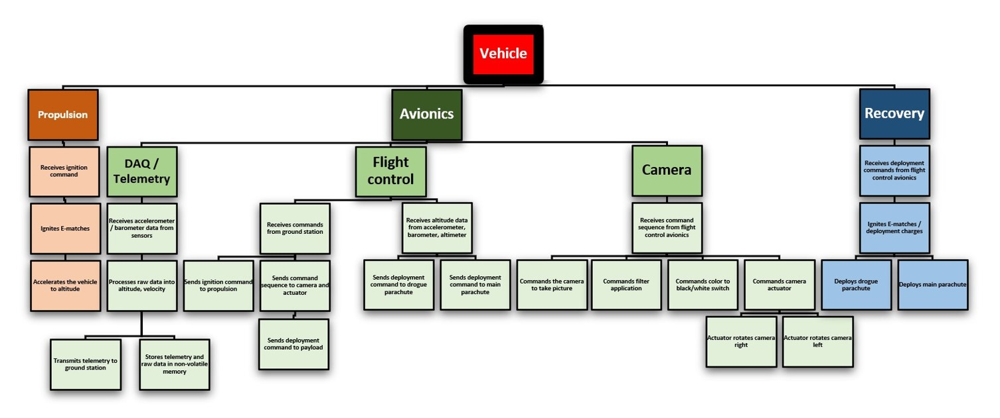 Vehicle
Propulsion
Avionics
Recovery
Receives ignition
command
DAQ /
Telemetry
Flight
control
Camera
Receives deployment
commands from flight
control avionics
Ignites E-matches
Receives accelerometer
/ barometer data from
sensors
Receives commands
from ground station
Receives altitude data
from accelerometer,
barometer, altimeter
Receives command
sequence from flight
control avionics
Ignites E-matches /
deployment charges
Accelerates the vehicle
to altitude
Processes raw data into
altitude, velocity
Sends ignition command
to propulsion
Sends command
sequence to camera and
actuator
Sends deployment
command to drogue
parachute
Sends deployment
command to main
parachute
Commands the camera
to take picture
Commands filter
application
Commands color to
black/white switch
Commands camera
actuator
Deploys drogue
parachute
Deploys main parachute
Transmits telemetry to
ground station
Stores telemetry and
raw data in non-volatile
memory
Sends deployment
command to payload
Actuator rotates camera
right
Actuator rotates camera
left